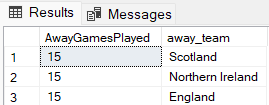 Results Messages
AwayGamesPlayed away_team
1 15 Scotland
2 15 Northern Ireland
3 15 England